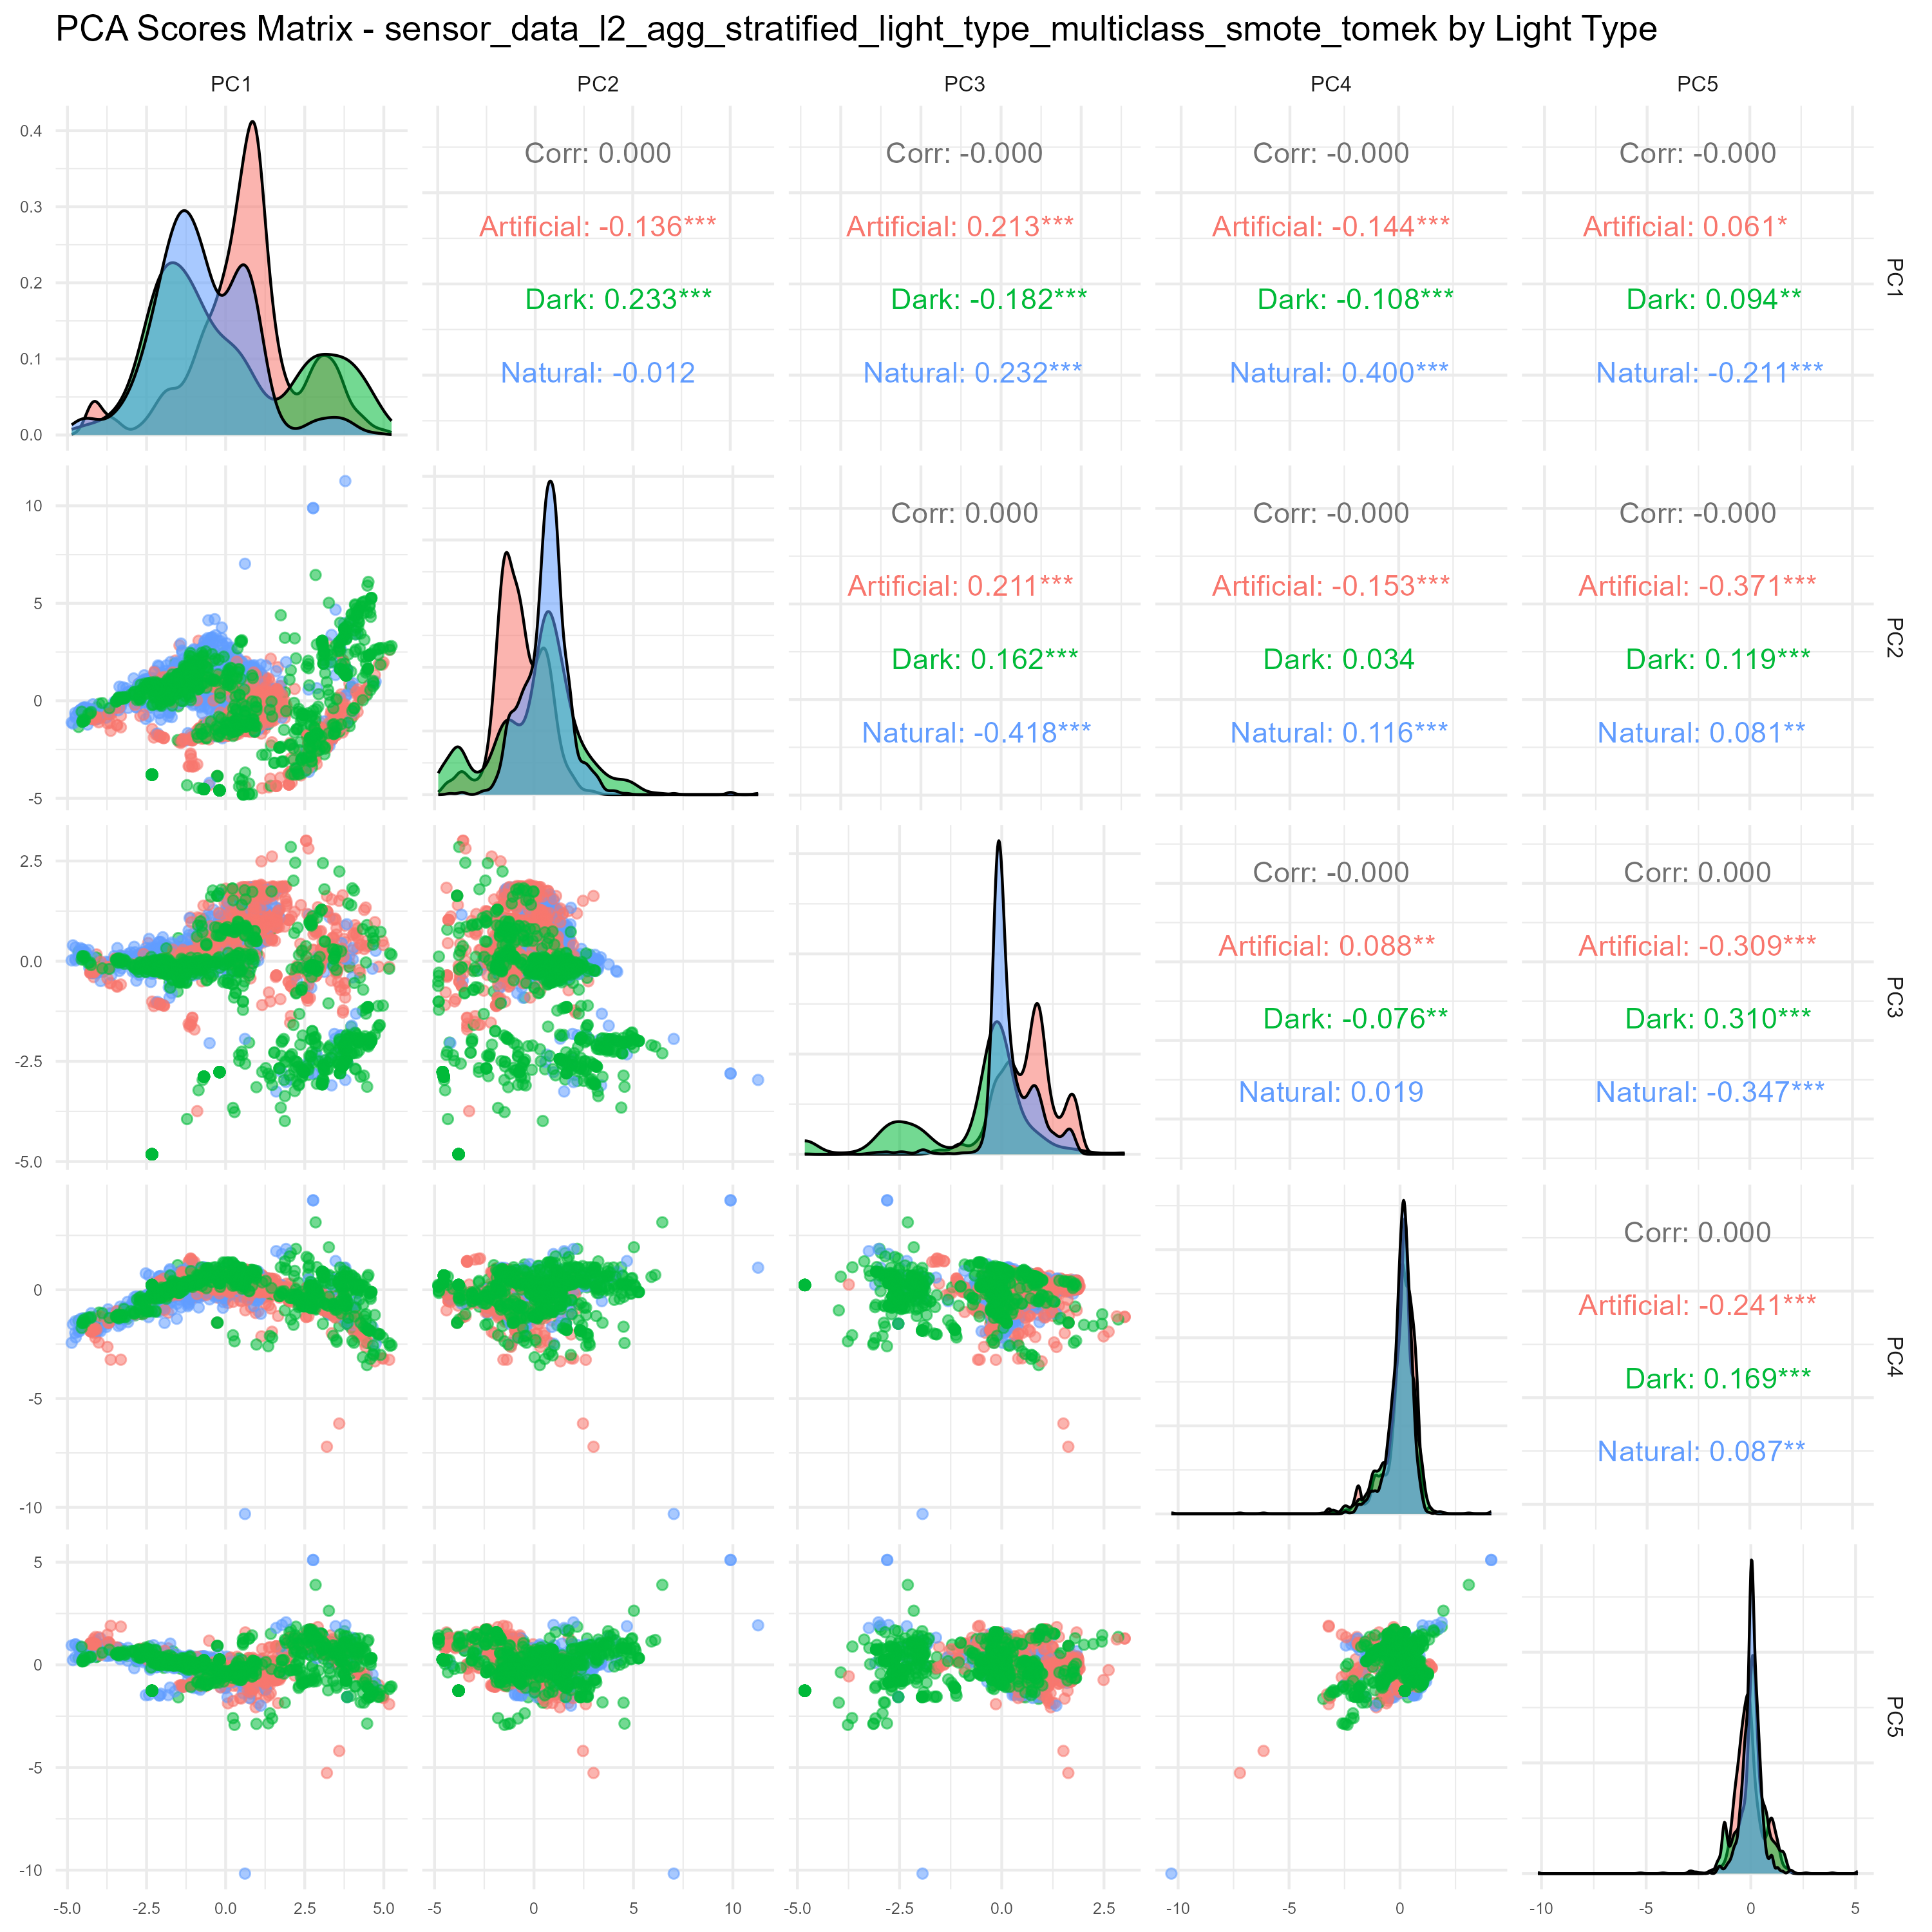 PCA Scores Matrix - sensor_data_l2_agg_stratified_light_type_multiclass_smote_tomek by Light Type
PC1 PC2 PC3 PC4 PC5
0.4
0.3
0.2
0.1
0.0
Corr: 0.000
Artificial: -0.136***
Dark: 0.233***
Natural: -0.012
Corr: -0.000
Artificial: 0.213***
Dark: -0.182***
Natural: 0.232***
Corr: -0.000
Artificial: -0.144***
Dark: -0.108***
Natural: 0.400***
Corr: -0.000
Artificial: 0.061*
Dark: 0.094**
Natural: -0.211***
PC1
10
5
0
-5
Corr: 0.000
Artificial: 0.211***
Dark: 0.162***
Natural: -0.418***
Corr: -0.000
Artificial: -0.153***
Dark: 0.034
Natural: 0.116***
Corr: -0.000
Artificial: -0.371***
Dark: 0.119***
Natural: 0.081**
PC2
2.5
0.0
-2.5
-5.0
Corr: -0.000
Artificial: 0.088**
Dark: -0.076**
Natural: 0.019
Corr: 0.000
Artificial: -0.309***
Dark: 0.310***
Natural: -0.347***
PC3
0
-5
-10
Corr: 0.000
Artificial: -0.241***
Dark: 0.169***
Natural: 0.087**
PC4
5
0
-5
-10
PC5
-5.0 -2.5 0.0 2.5 5.0 -5 0 5 10 -5.0 -2.5 0.0 2.5 -10 -5 0 -10 -5 0 5